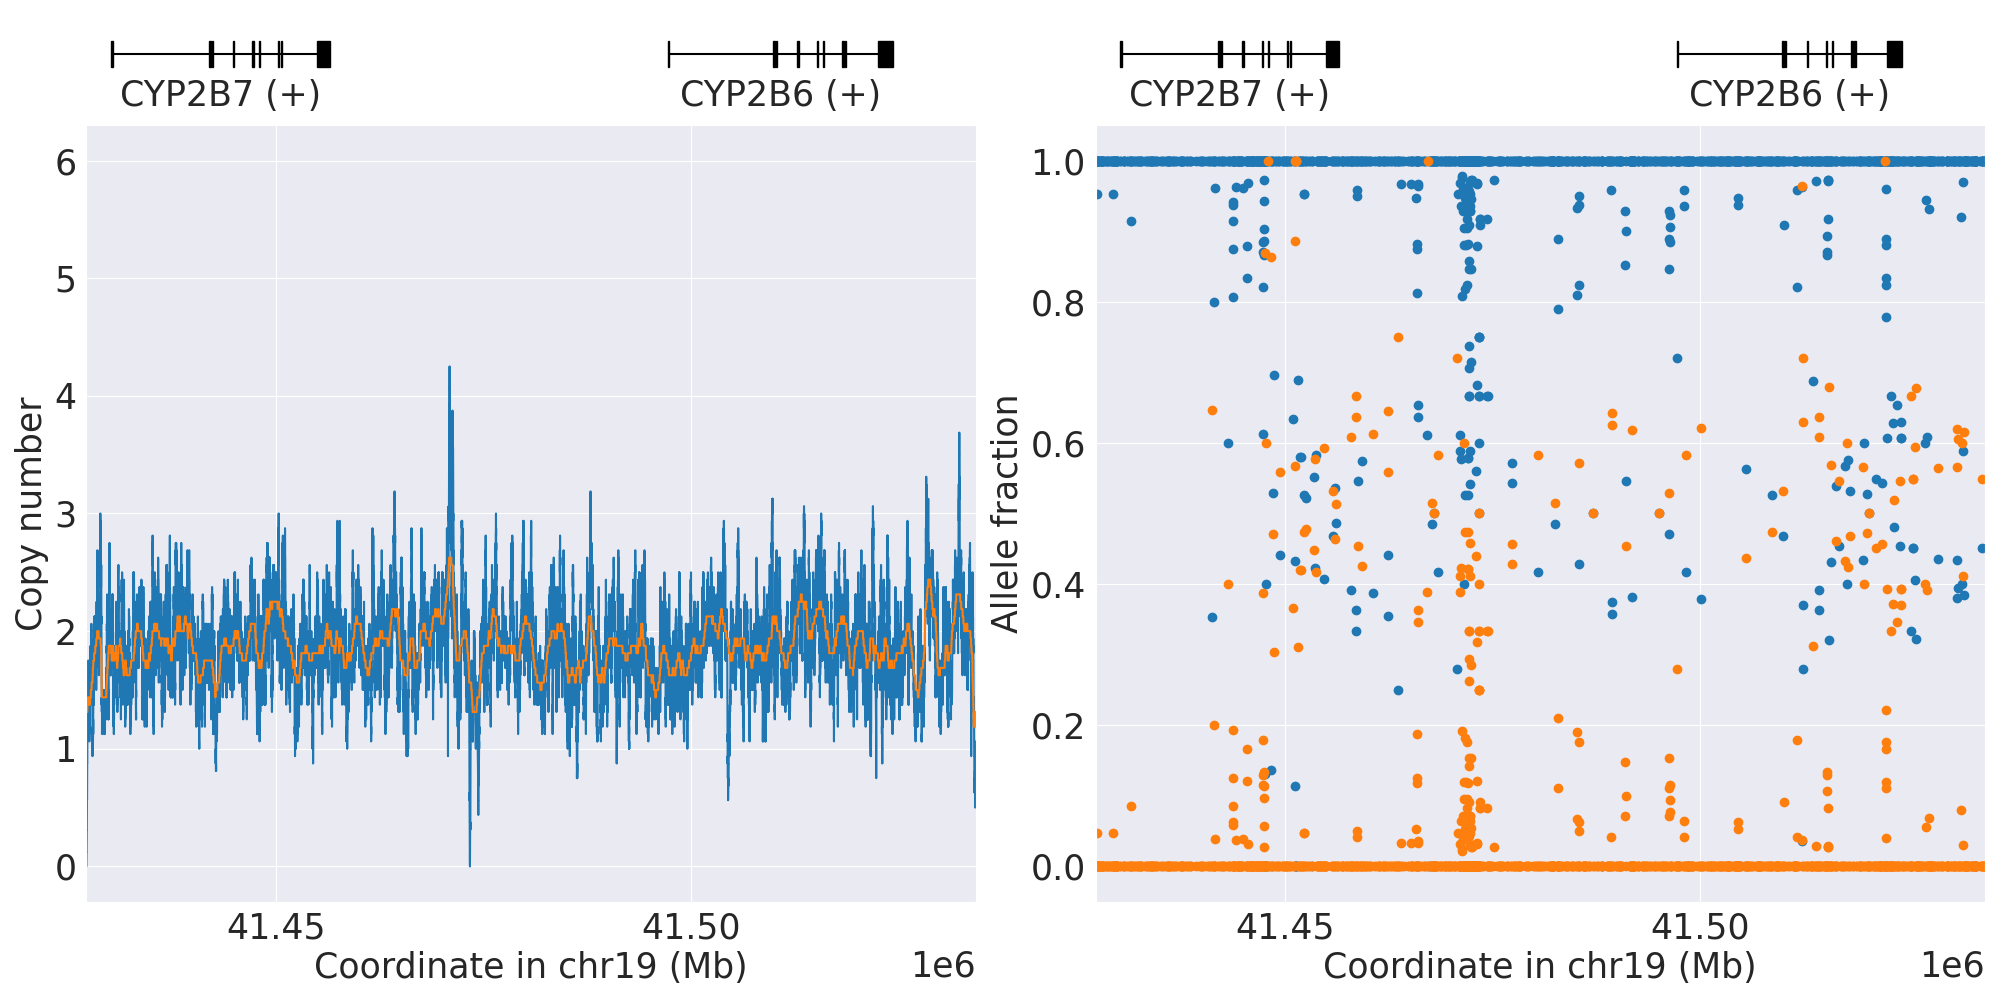 CYP2B7 (+)
CYP2B6 (+)
6
5
4
3
2
1
0
Copy number
41.45
41.50
Coordinate in chr19 (Mb)
1e6
CYP2B7 (+)
CYP2B6 (+)
1.0
0.8
0.6
0.4
0.2
0.0
Allele fraction
41.45
41.50
Coordinate in chr19 (Mb)
1e6